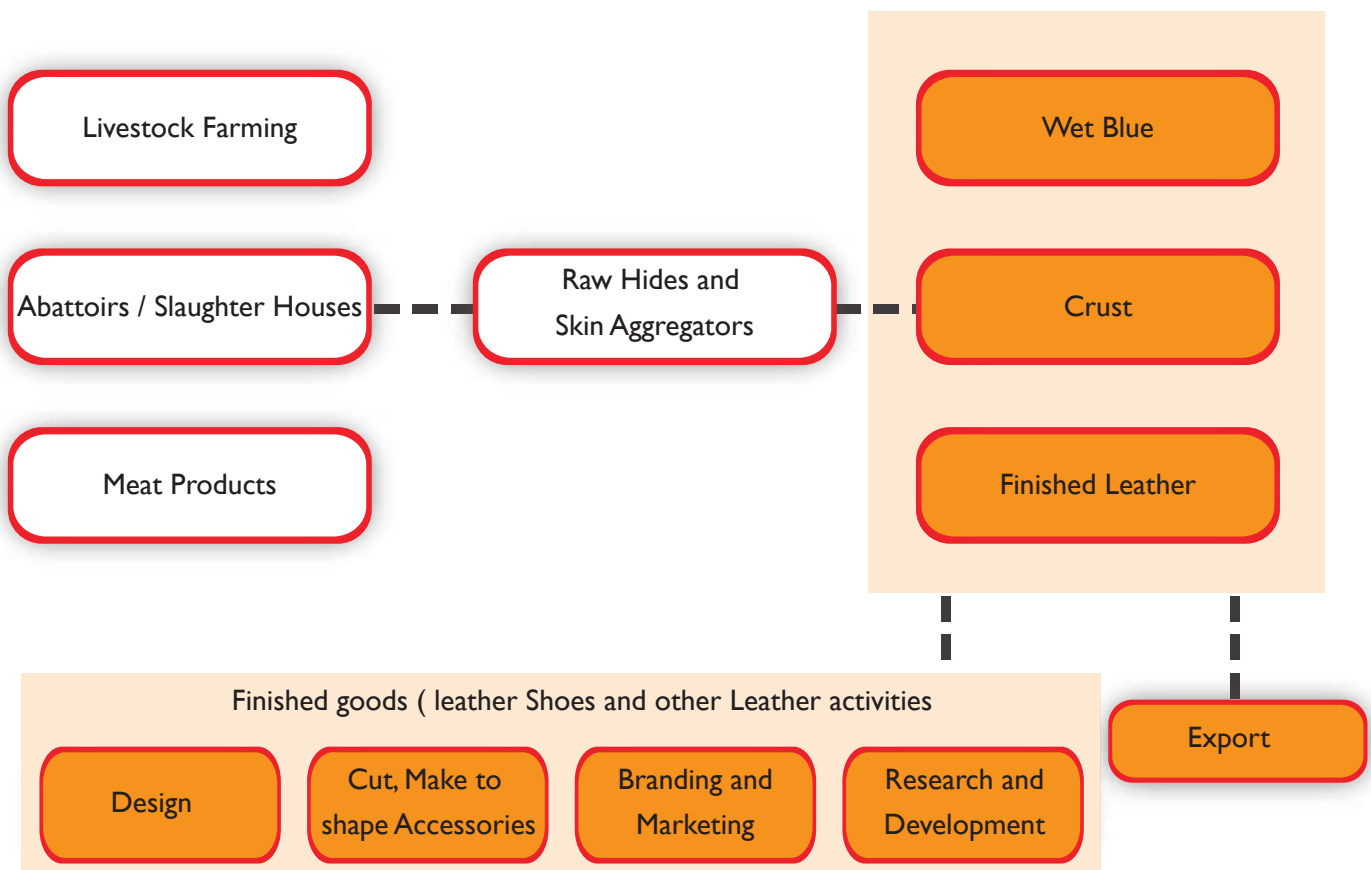 Livestock Farming
Wet Blue
Abattoirs / Slaughter Houses
Raw Hides and
Skin Aggregators
Crust
Meat Products
Finished Leather
Finished goods ( leather Shoes and other Leather activities
Export
Design
Cut, Make to
shape Accessories
Branding and
Marketing
Research and
Development